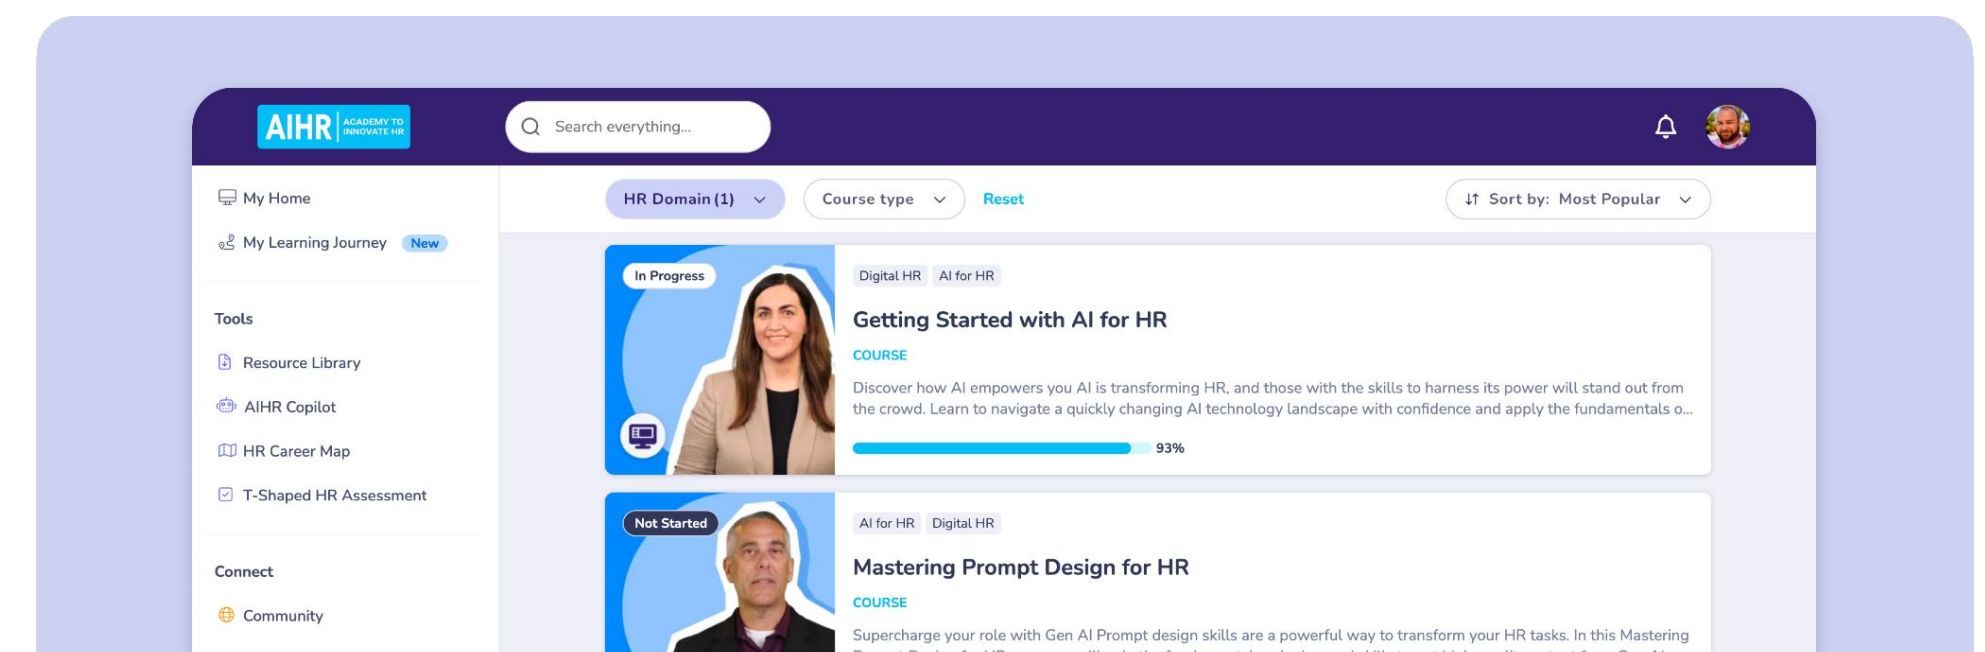 AIHR
ACADEMY TO
INNOVATE HR
Search everything...
My Home
My Learning Journey New
Tools
Resource Library
AIHR Copilot
HR Career Map
T-Shaped HR Assessment
Connect
Community
HR Domain (1)
Course type
Reset
Sort by: Most Popular
In Progress
Digital HR AI for HR
Getting Started with AI for HR
COURSE
Discover how AI empowers you AI is transforming HR, and those with the skills to harness its power will stand out from
the crowd. Learn to navigate a quickly changing AI technology landscape with confidence and apply the fundamentals o...
93%
Not Started
AI for HR Digital HR
Mastering Prompt Design for HR
COURSE
Supercharge your role with Gen AI Prompt design skills are a powerful way to transform your HR tasks. In this Mastering